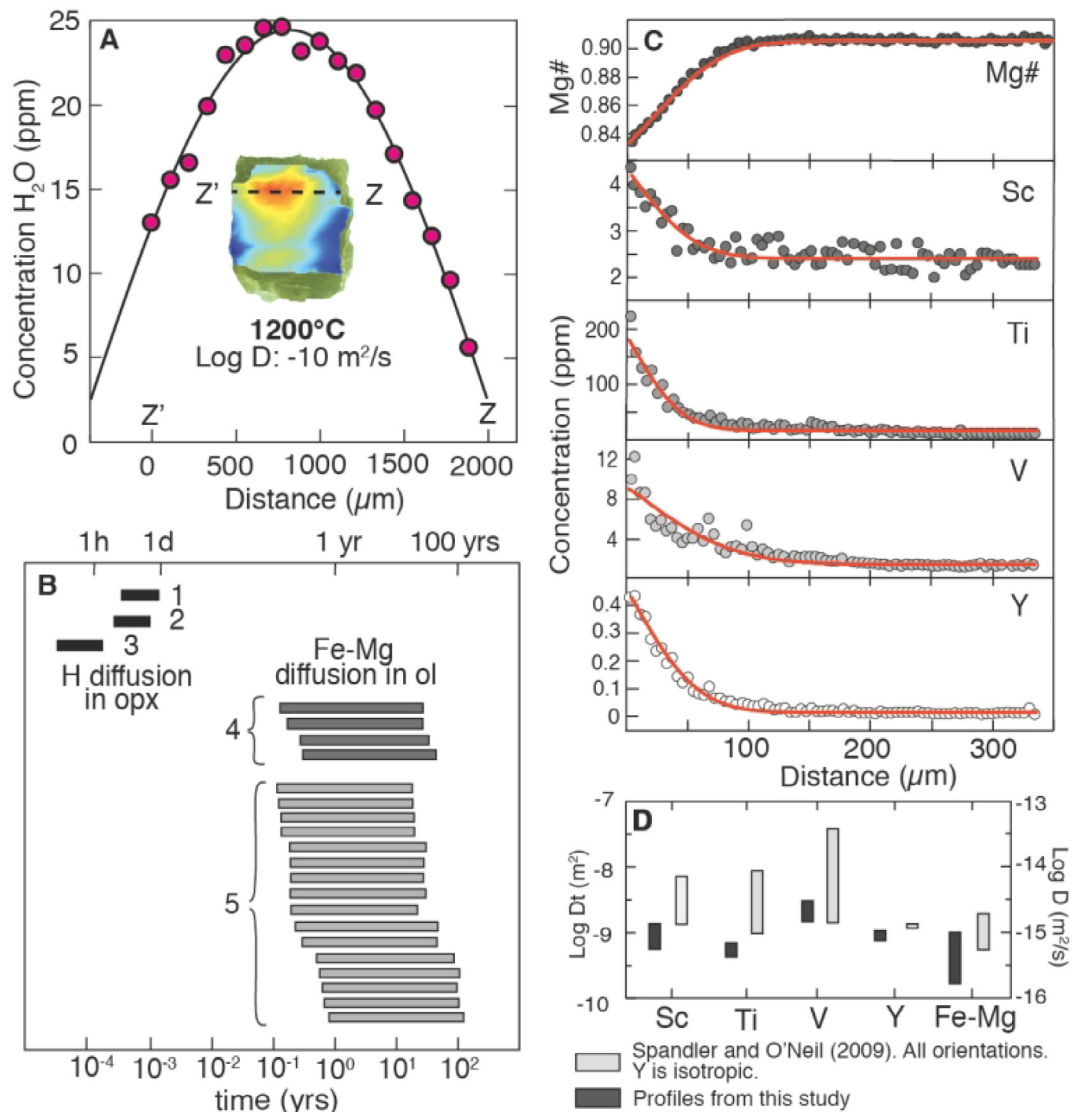 A
25
20
15
10
5
0
Concentration H₂O (ppm)
Z'
Z
1200°C
Log D: -10 m²/s
Z'
Z
0
500
1000
1500
2000
Distance (µm)
C
Mg#
0.90
0.88
0.86
0.84
Mg#
4
3
2
Sc
200
100
0
Ti
Concentration (ppm)
12
8
4
V
0.4
0.3
0.2
0.1
0
Y
100
200
300
Distance (µm)
1h
1d
1 yr
100 yrs
B
1
2
3
H diffusion
in opx
Fe-Mg
diffusion in ol
4
5
10⁻⁴
10⁻³
10⁻²
10⁻¹
10⁰
10¹
10²
time (yrs)
D
-7
-8
-9
-10
Log Dt (m²)
-13
-14
-15
-16
Log D (m²/s)
Sc
Ti
V
Y
Fe-Mg
Spandler and O'Neil (2009). All orientations.
Y is isotropic.
Profiles from this study